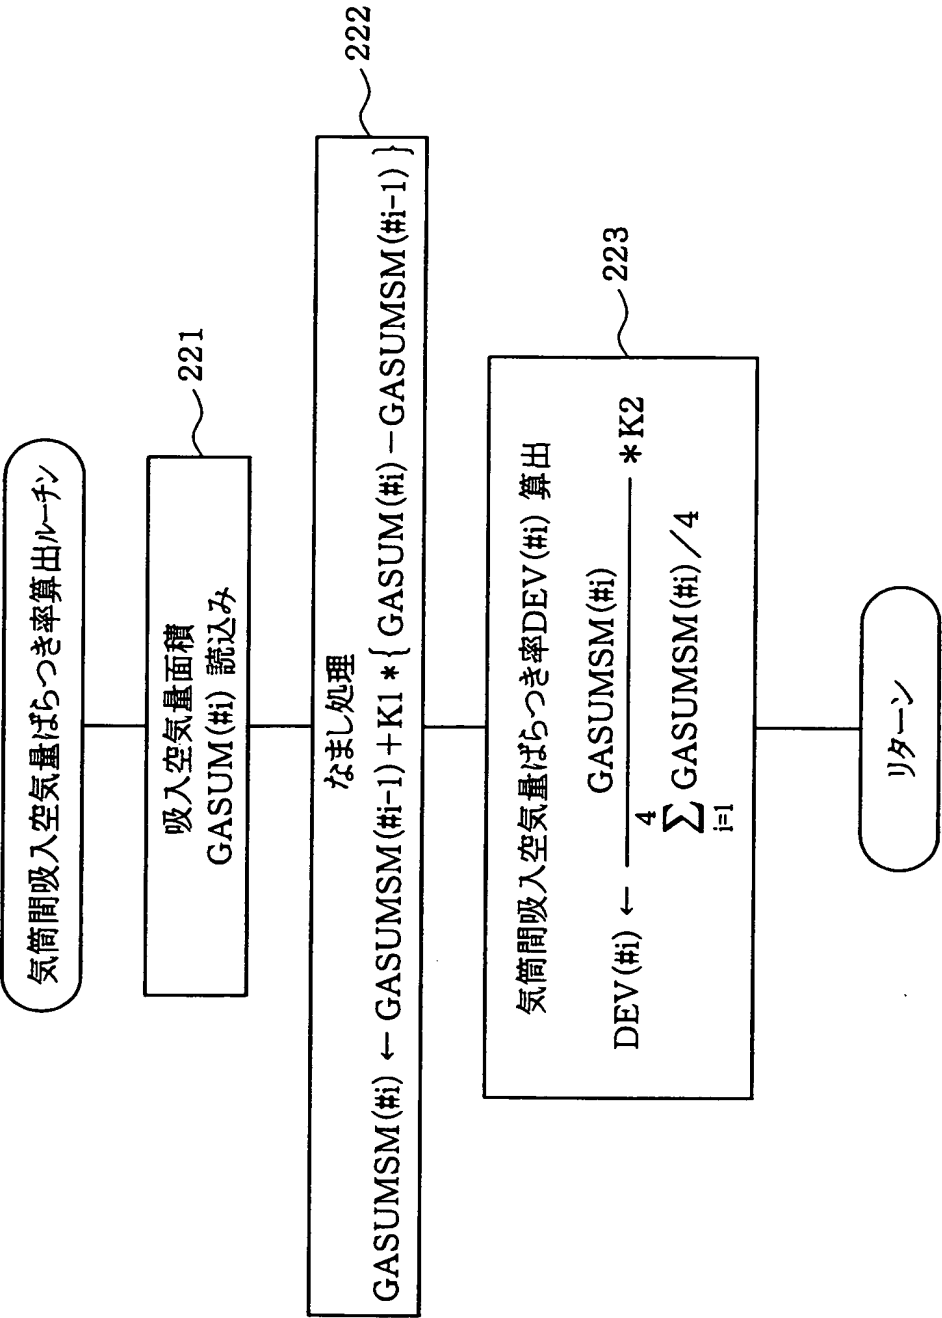 気筒間吸入空気量ばらつき率算出ルーチン
221
吸入空気量面積
GASUM(#i) 読込み
222
なまし処理
GASUMSM(#i) ← GASUMSM(#i-1)+K1*{ GASUM(#i)-GASUMSM(#i-1) }
223
気筒間吸入空気量ばらつき率DEV(#i) 算出
GASUMSM(#i)
DEV(#i) ← *K2
4
∑ GASUMSM(#i)/4
i=1
リターン